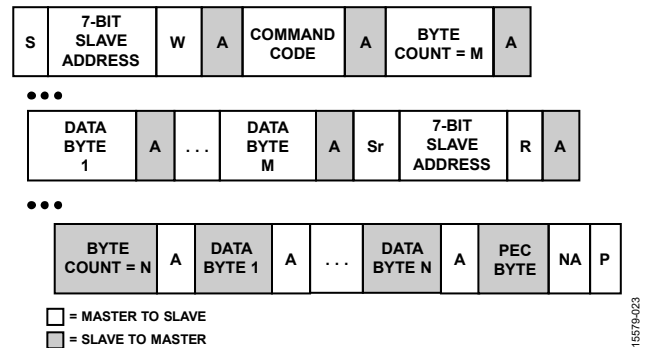 S 7-BIT SLAVE ADDRESS W A COMMAND CODE A BYTE COUNT = M A
DATA BYTE 1 A ... DATA BYTE M A Sr 7-BIT SLAVE ADDRESS R A
BYTE COUNT = N A DATA BYTE 1 A ... DATA BYTE N A PEC BYTE NA P
= MASTER TO SLAVE
= SLAVE TO MASTER
15579-023